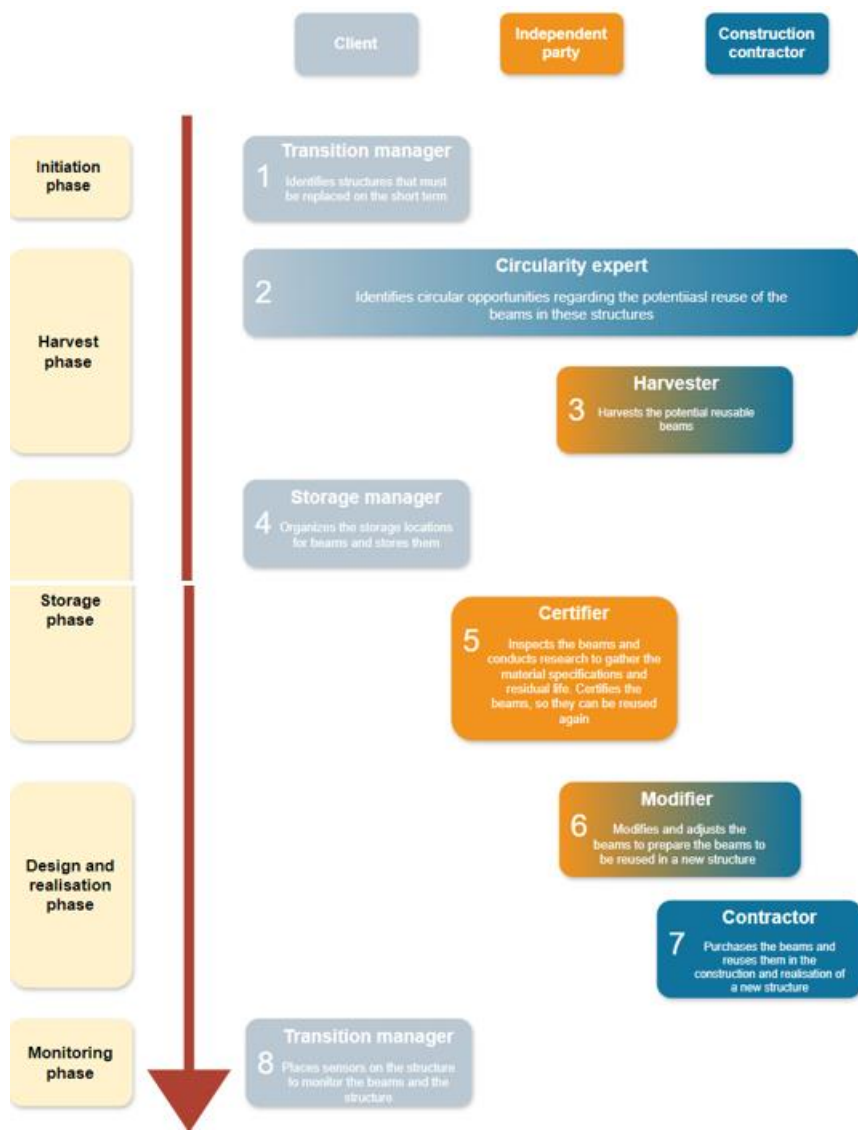 Client
Independent
party
Construction
contractor
Initiation
phase
Transition manager
1
Identifies structures that must
be replaced on the short term
Harvest
phase
Circularity expert
2
Identifies circular opportunities regarding the potentiiasl reuse of the
beams in these structures
Harvester
3
Harvests the potential reusable
beams
Storage manager
4
Organizes the storage locations
for beams and stores them
Storage
phase
Certifier
5
Inspects the beams and
conducts research to gather the
material specifications and
residual life. Certifies the
beams, so they can be reused
again
Design and
realisation
phase
Modifier
6
Modifies and adjusts the
beams to prepare the beams to
be reused in a new structure
Contractor
7
Purchases the beams and
reuses them in the
construction and realisation of
a new structure
Monitoring
phase
Transition manager
8
Places sensors on the structure
to monitor the beams and the
structure